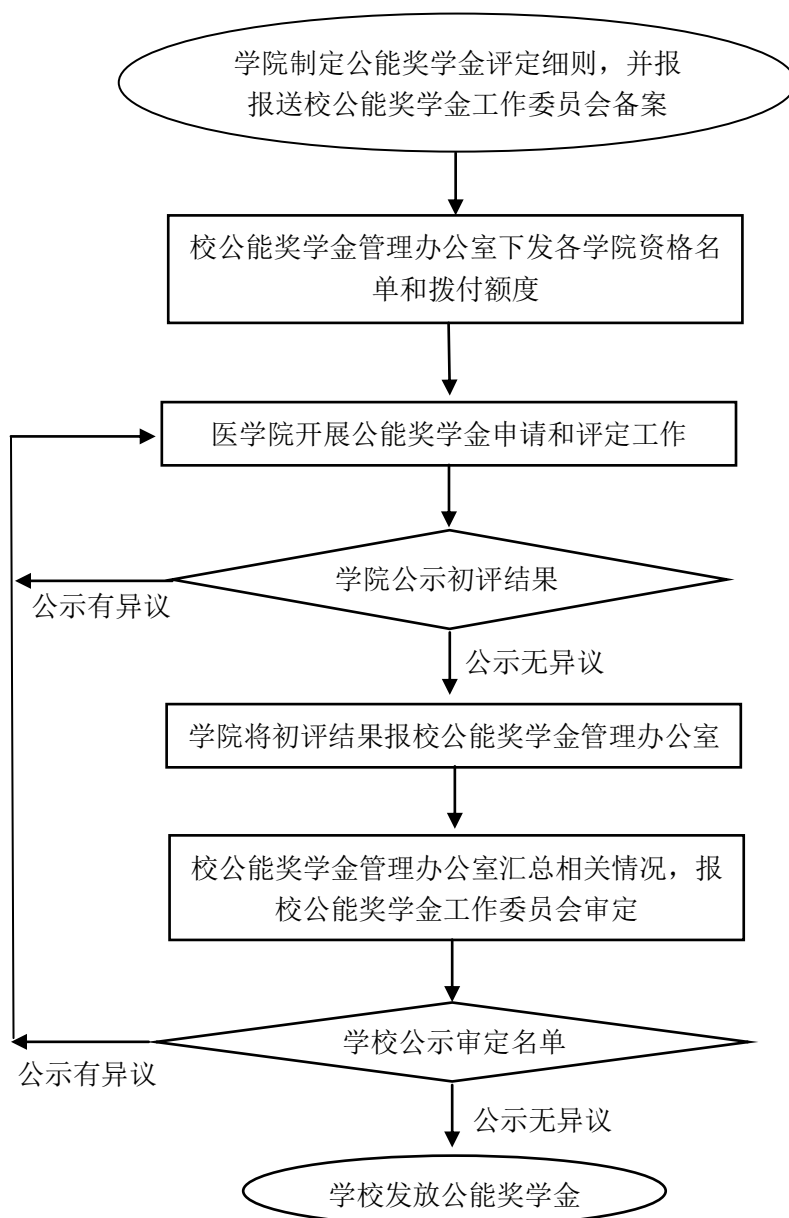 学院制定公能奖学金评定细则，并报
报送校公能奖学金工作委员会备案
校公能奖学金管理办公室下发各学院资格名
单和拨付额度
医学院开展公能奖学金申请和评定工作
学院公示初评结果
公示有异议
公示无异议
学院将初评结果报校公能奖学金管理办公室
校公能奖学金管理办公室汇总相关情况，报
校公能奖学金工作委员会审定
学校公示审定名单
公示有异议
公示无异议
学校发放公能奖学金